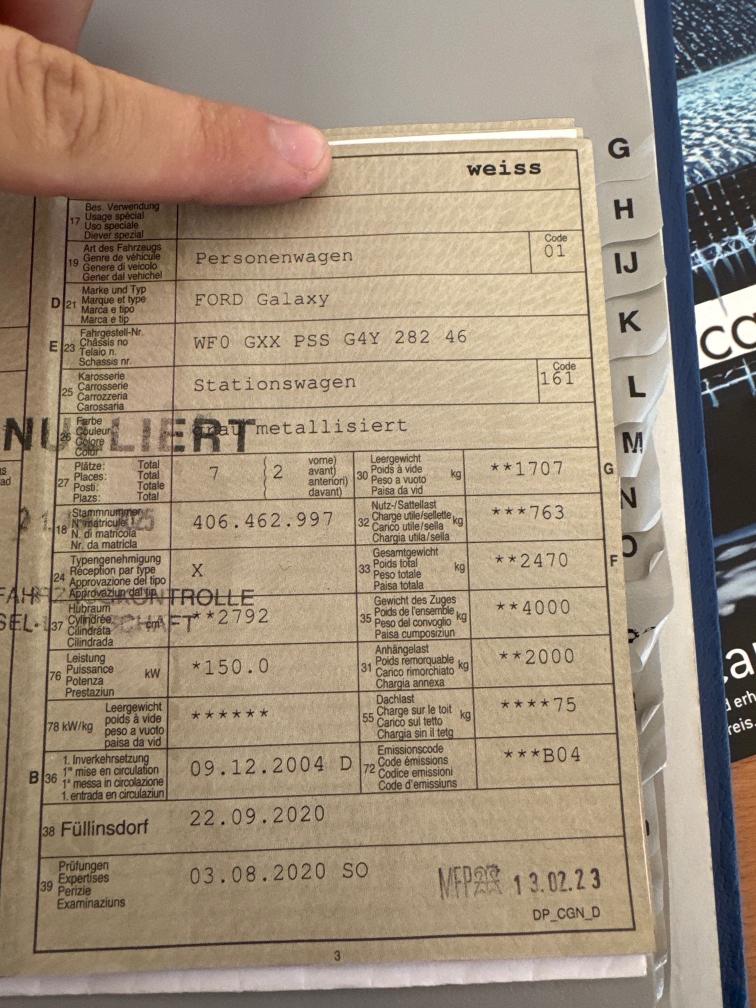 weiss
17 Bes. Verwendung
Usage spécial
Uso speciale
Diever spezial
19 Art des Fahrzeugs
Genre de véhicule
Genere di veicolo
Gener dal vehichel
Personenwagen
Code
01
D 21 Marke und Typ
Marque et type
Marca e tipo
Marca e tip
FORD Galaxy
E 23 Fahrgestell-Nr.
Châssis no
Telaio n.
Schassis nr.
WF0 GXX PSS G4Y 282 46
25 Karosserie
Carrosserie
Carrozzeria
Carossaria
Stationswagen
Code
161
26 Farbe
Couleur
Colore
Colur
grau metallisiert
NULLIERT
27 Plätze: Total
Places: Total
Posti: Totale
Plazs: Total
7
2
vorne)
avant)
anteriori)
davant)
30 Leergewicht
Poids à vide
Peso a vuoto
Paisa da vid
kg
**1707
G
18 Stammnummer
N° matricule
N. di matricola
Nr. da matricla
406.462.997
32 Nutz-/Sattellast
Charge utile/sellette
Carico utile/sella
Chargia utila/sella
kg
***763
24 Typengenehmigung
Réception par type
Approvazione del tipo
Approvaziun dal tip
X
33 Gesamtgewicht
Poids total
Peso totale
Paisa totala
kg
**2470
F
37 Hubraum
Cylindrée
Cilindrata
Cilindrada
cm³
**2792
35 Gewicht des Zuges
Poids de l'ensemble
Peso del convoglio
Paisa cumposiziun
kg
**4000
76 Leistung
Puissance
Potenza
Prestaziun
kW
*150.0
31 Anhängelast
Poids remorquable
Carico rimorchiato
Chargia annexa
kg
**2000
78 kW/kg
Leergewicht
poids à vide
peso a vuoto
paisa da vid
******
55 Dachlast
Charge sur le toit
Carico sul tetto
Chargia sin il tetg
kg
****75
B 36 1. Inverkehrsetzung
1re mise en circulation
1a messa in circolazione
1. entrada en circulaziun
09.12.2004 D
72 Emissionscode
Code émissions
Codice emissioni
Code d'emissiuns
***B04
38 Füllinsdorf
22.09.2020
39 Prüfungen
Expertises
Perizie
Examinaziuns
03.08.2020 SO
MFP
13.02.23
DP_CGN_D
3
G
H
IJ
K
L
M
N
O